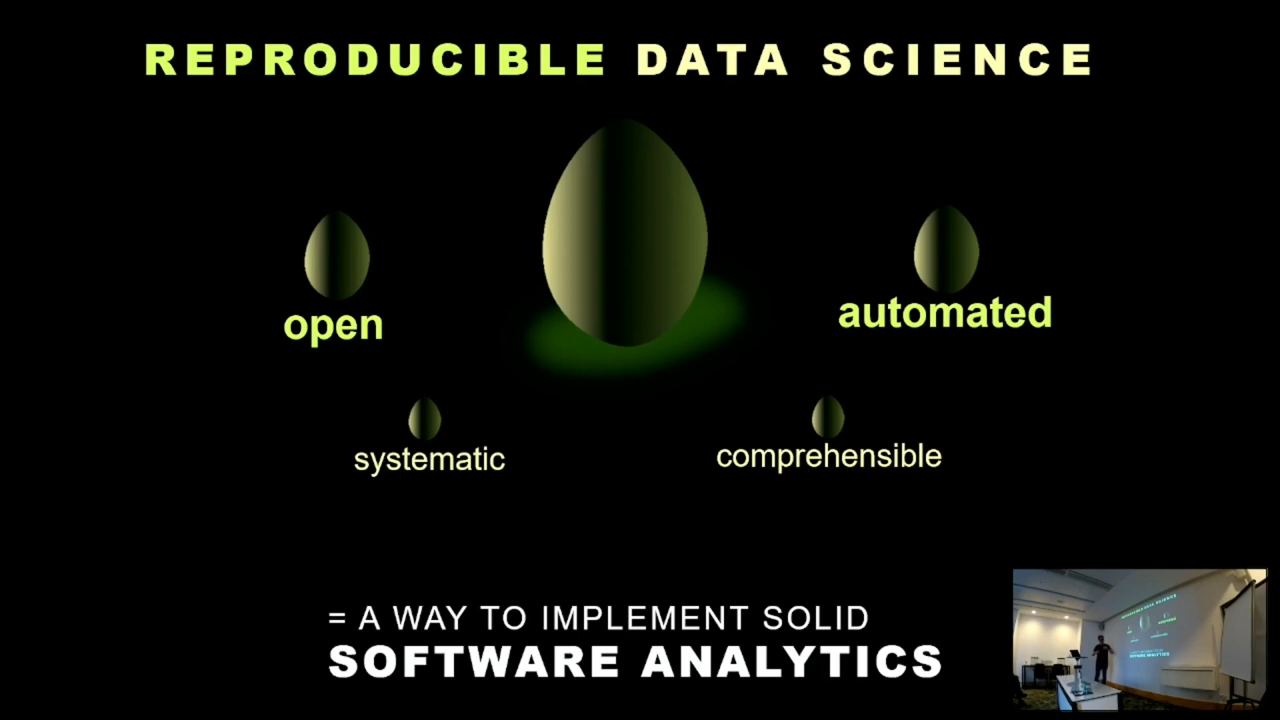 REPRODUCIBLE DATA SCIENCE
open
automated
systematic
comprehensible
= A WAY TO IMPLEMENT SOLID
SOFTWARE ANALYTICS